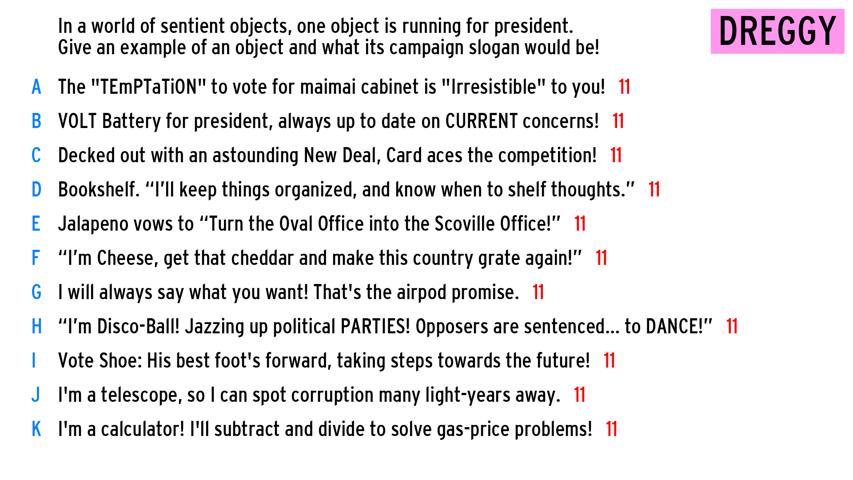 In a world of sentient objects, one object is running for president.
Give an example of an object and what its campaign slogan would be!
DREGGY
A The "TEmPTaTiON" to vote for maimai cabinet is "Irresistible" to you! 11
B VOLT Battery for president, always up to date on CURRENT concerns! 11
C Decked out with an astounding New Deal, Card aces the competition! 11
D Bookshelf. “I’ll keep things organized, and know when to shelf thoughts.” 11
E Jalapeno vows to “Turn the Oval Office into the Scoville Office!” 11
F “I’m Cheese, get that cheddar and make this country grate again!” 11
G I will always say what you want! That's the airpod promise. 11
H “I’m Disco-Ball! Jazzing up political PARTIES! Opposers are sentenced... to DANCE!” 11
I Vote Shoe: His best foot's forward, taking steps towards the future! 11
J I'm a telescope, so I can spot corruption many light-years away. 11
K I'm a calculator! I'll subtract and divide to solve gas-price problems! 11